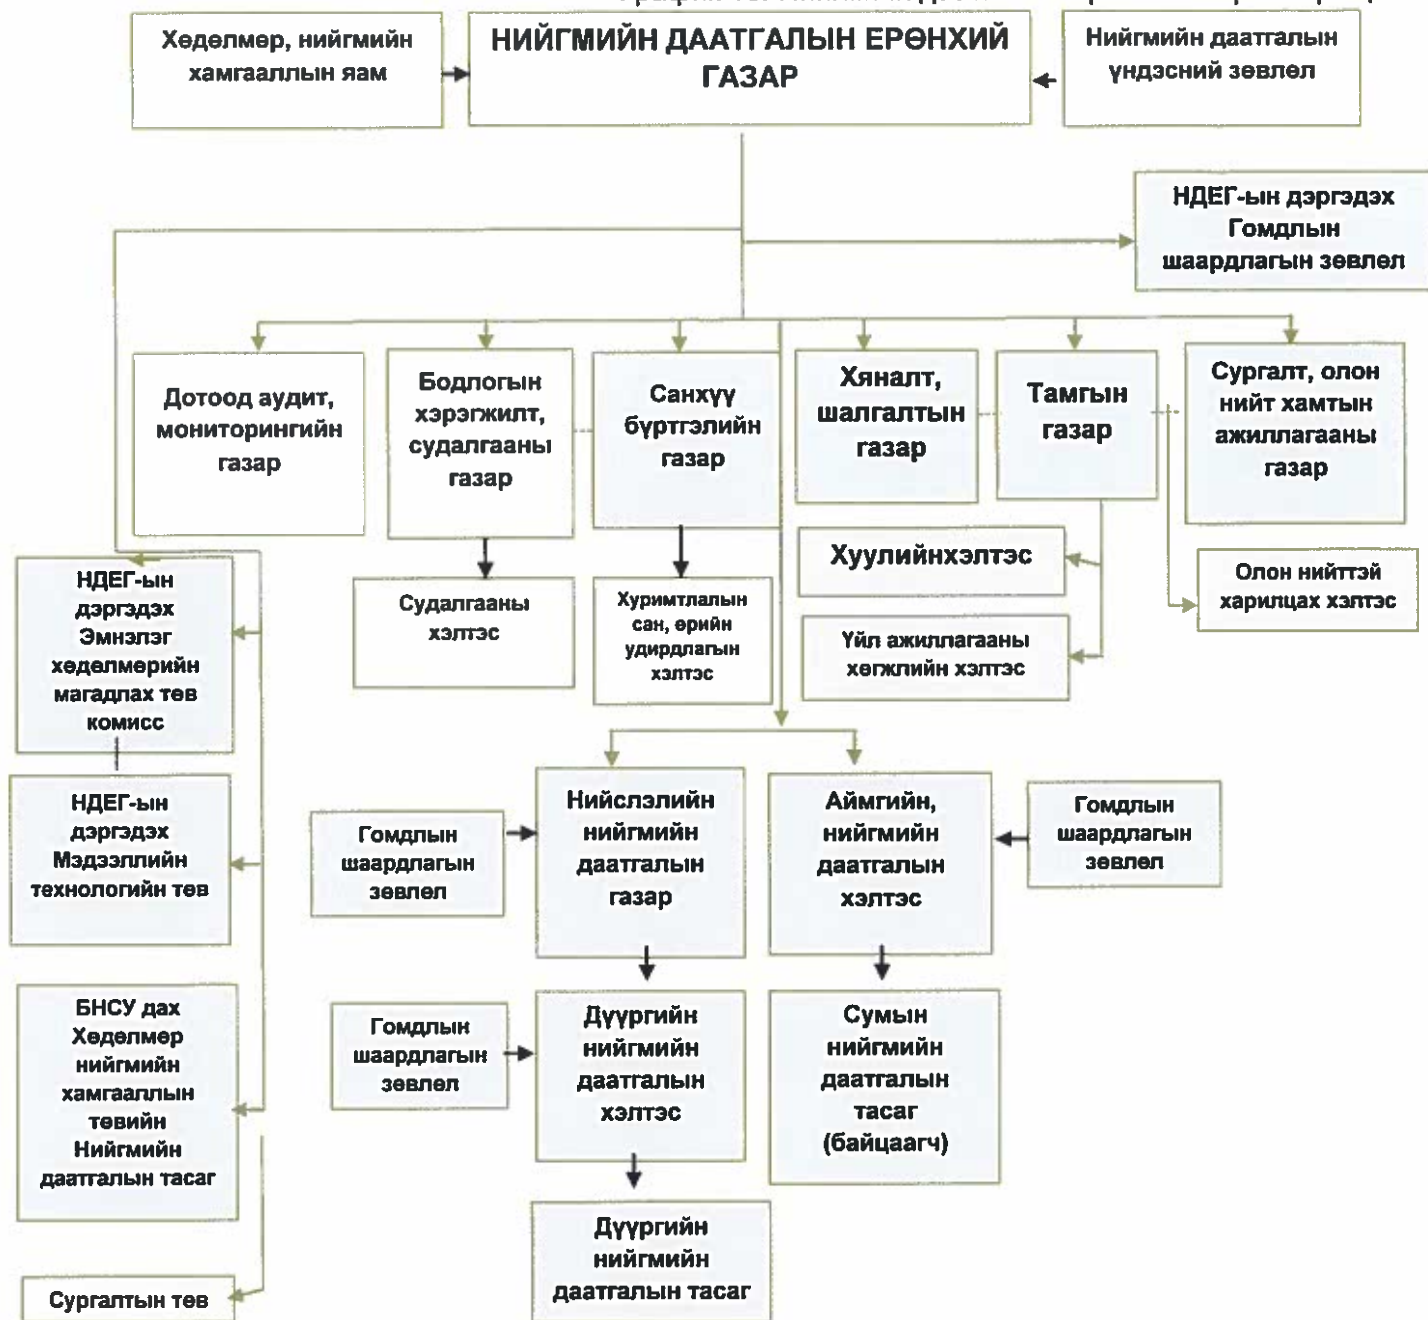 Хөдөлмөр, нийгмийн
хамгааллын яам
НИЙГМИЙН ДААТГАЛЫН ЕРӨНХИЙ
ГАЗАР
Нийгмийн даатгалын
үндэсний зөвлөл
НДЕГ-ын дэргэдэх
Гомдлын
шаардлагын зөвлөл
Дотоод аудит,
мониторингийн
газар
Бодлогын
хэрэгжилт,
судалгааны
газар
Санхүү
бүртгэлийн
газар
Хяналт,
шалгалтын
газар
Тамгын
газар
Сургалт, олон
нийт хамтын
ажиллагааны
газар
Судалгааны
хэлтэс
Хуримтлалын
сан, өрийн
удирдлагын
хэлтэс
Хуулийнхэлтэс
Үйл ажиллагааны
хөгжлийн хэлтэс
Олон нийттэй
харилцах хэлтэс
НДЕГ-ын
дэргэдэх
Эмнэлэг
хөдөлмөрийн
магадлах төв
комисс
НДЕГ-ын
дэргэдэх
Мэдээллийн
технологийн төв
БНСУ дах
Хөдөлмөр
нийгмийн
хамгааллын
төвийн
Нийгмийн
даатгалын тасаг
Сургалтын төв
Гомдлын
шаардлагын
зөвлөл
Нийслэлийн
нийгмийн
даатгалын
газар
Аймгийн,
нийгмийн
даатгалын
хэлтэс
Гомдлын
шаардлагын
зөвлөл
Гомдлын
шаардлагын
зөвлөл
Дүүргийн
нийгмийн
даатгалын
хэлтэс
Сумын
нийгмийн
даатгалын
тасаг
(байцаагч)
Дүүргийн
нийгмийн
даатгалын тасаг